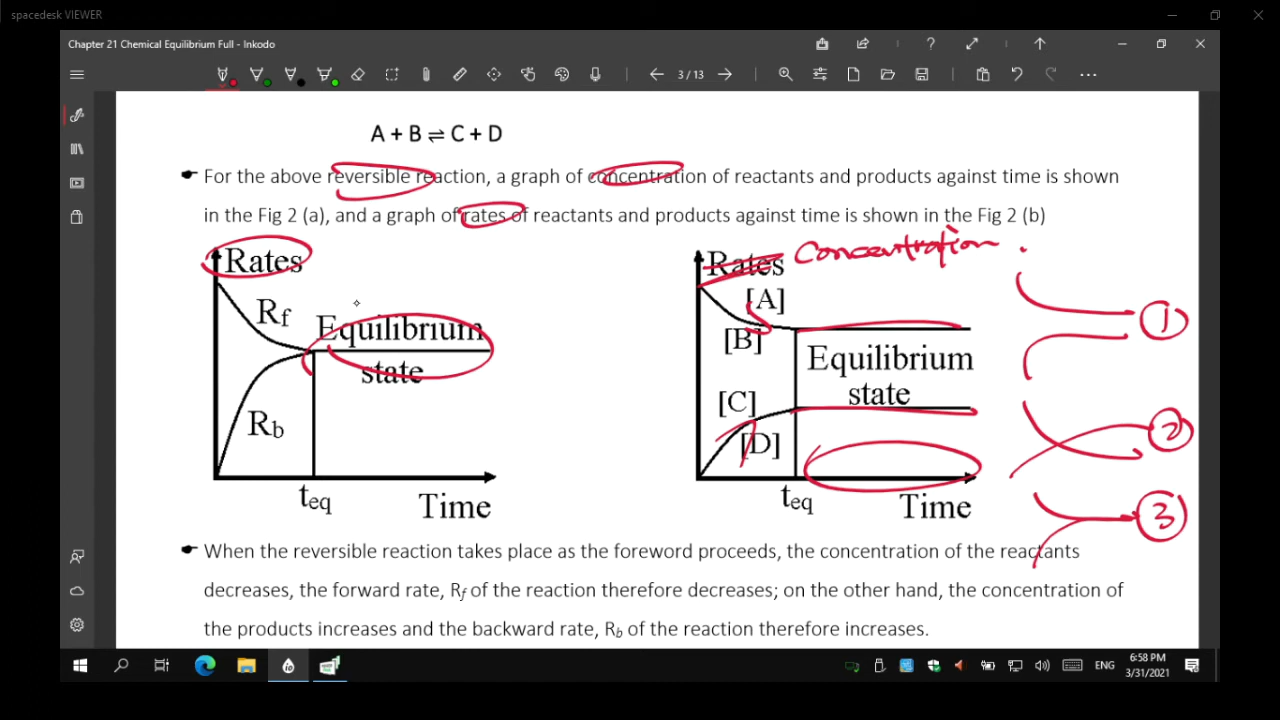 spacedesk VIEWER
Chapter 21 Chemical Equilibrium Full - Inkodo
3 / 13
A + B ⇌ C + D
For the above reversible reaction, a graph of concentration of reactants and products against time is shown
in the Fig 2 (a), and a graph of rates of reactants and products against time is shown in the Fig 2 (b)
Rates
Rf
Rb
Equilibrium
state
teq
Time
Rates Concentration
[A]
[B]
[C]
[D]
Equilibrium
state
teq
Time
1
2
3
When the reversible reaction takes place as the foreword proceeds, the concentration of the reactants
decreases, the forward rate, Rf of the reaction therefore decreases; on the other hand, the concentration of
the products increases and the backward rate, Rb of the reaction therefore increases.
ENG
6:58 PM
3/31/2021